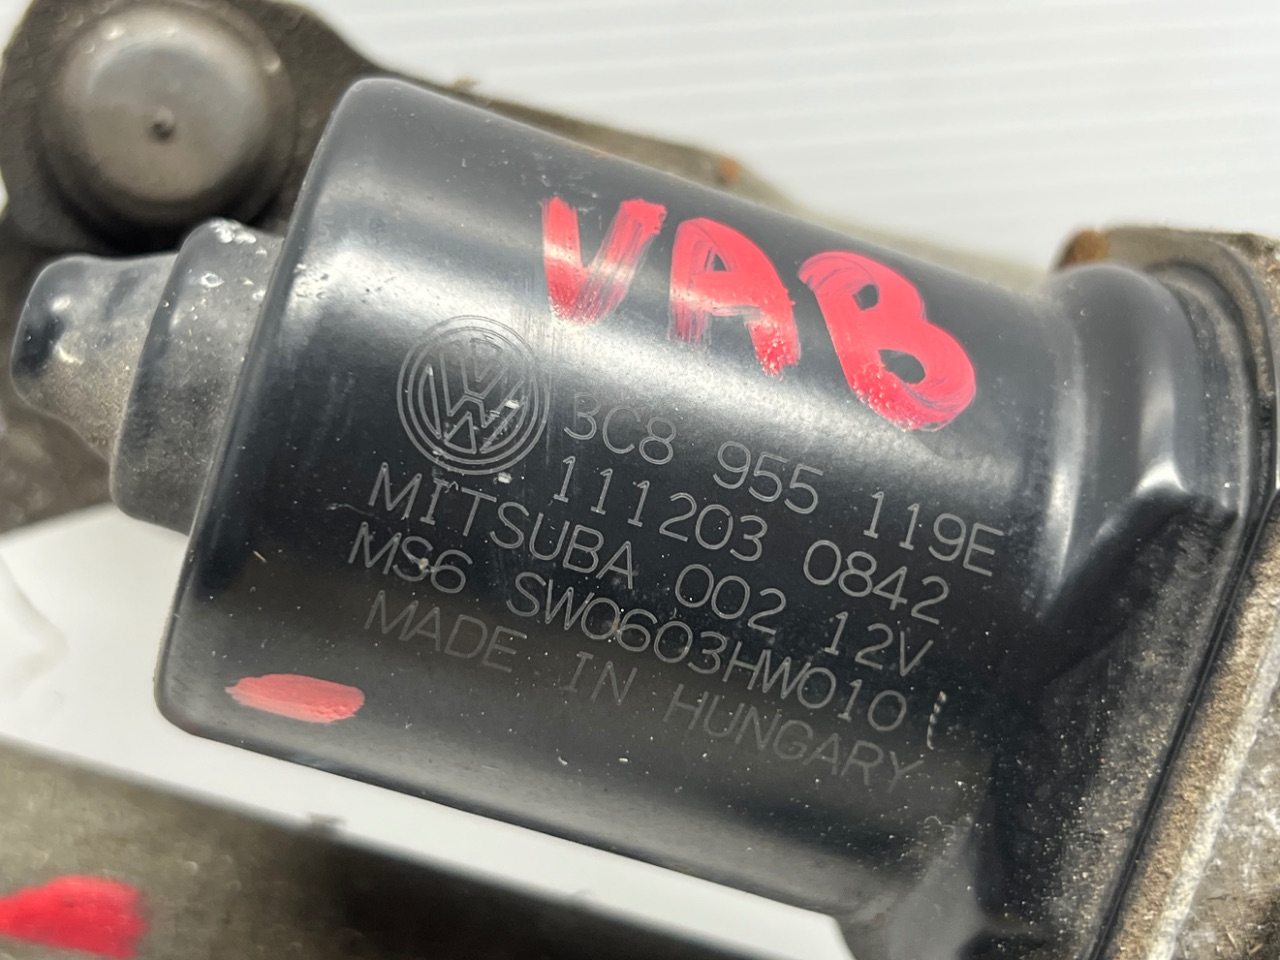 VAB
3C8 955 119E
111203 0842
MITSUBA 002 12V
MS6 SW0603HW010
MADE IN HUNGARY